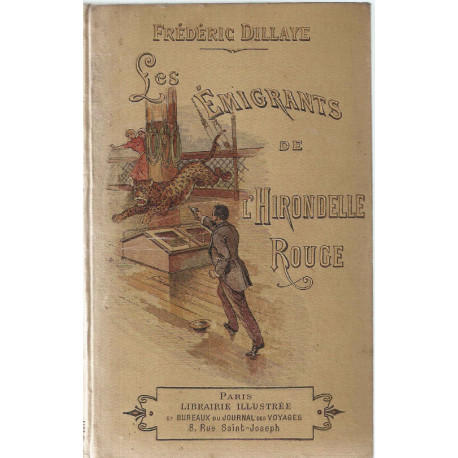 FRÉDÉRIC DILLAYE
LES
ÉMIGRANTS
DE
L'HIRONDELLE
ROUGE
PARIS
LIBRAIRIE ILLUSTRÉE
ET BUREAUX DU JOURNAL DES VOYAGES
8, Rue Saint-Joseph